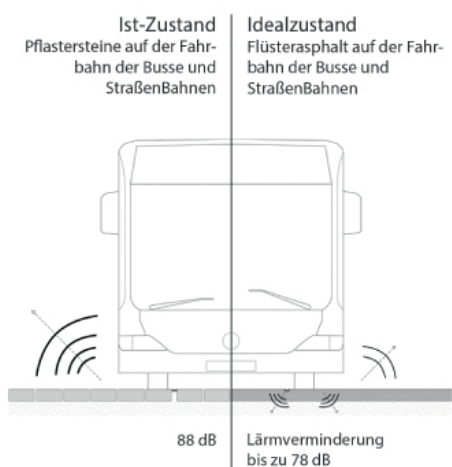 Ist-Zustand
Pflastersteine auf der Fahr-
bahn der Busse und
StraßenBahnen
Idealzustand
Flüsterasphalt auf der Fahr-
bahn der Busse und
StraßenBahnen
88 dB
Lärmverminderung
bis zu 78 dB